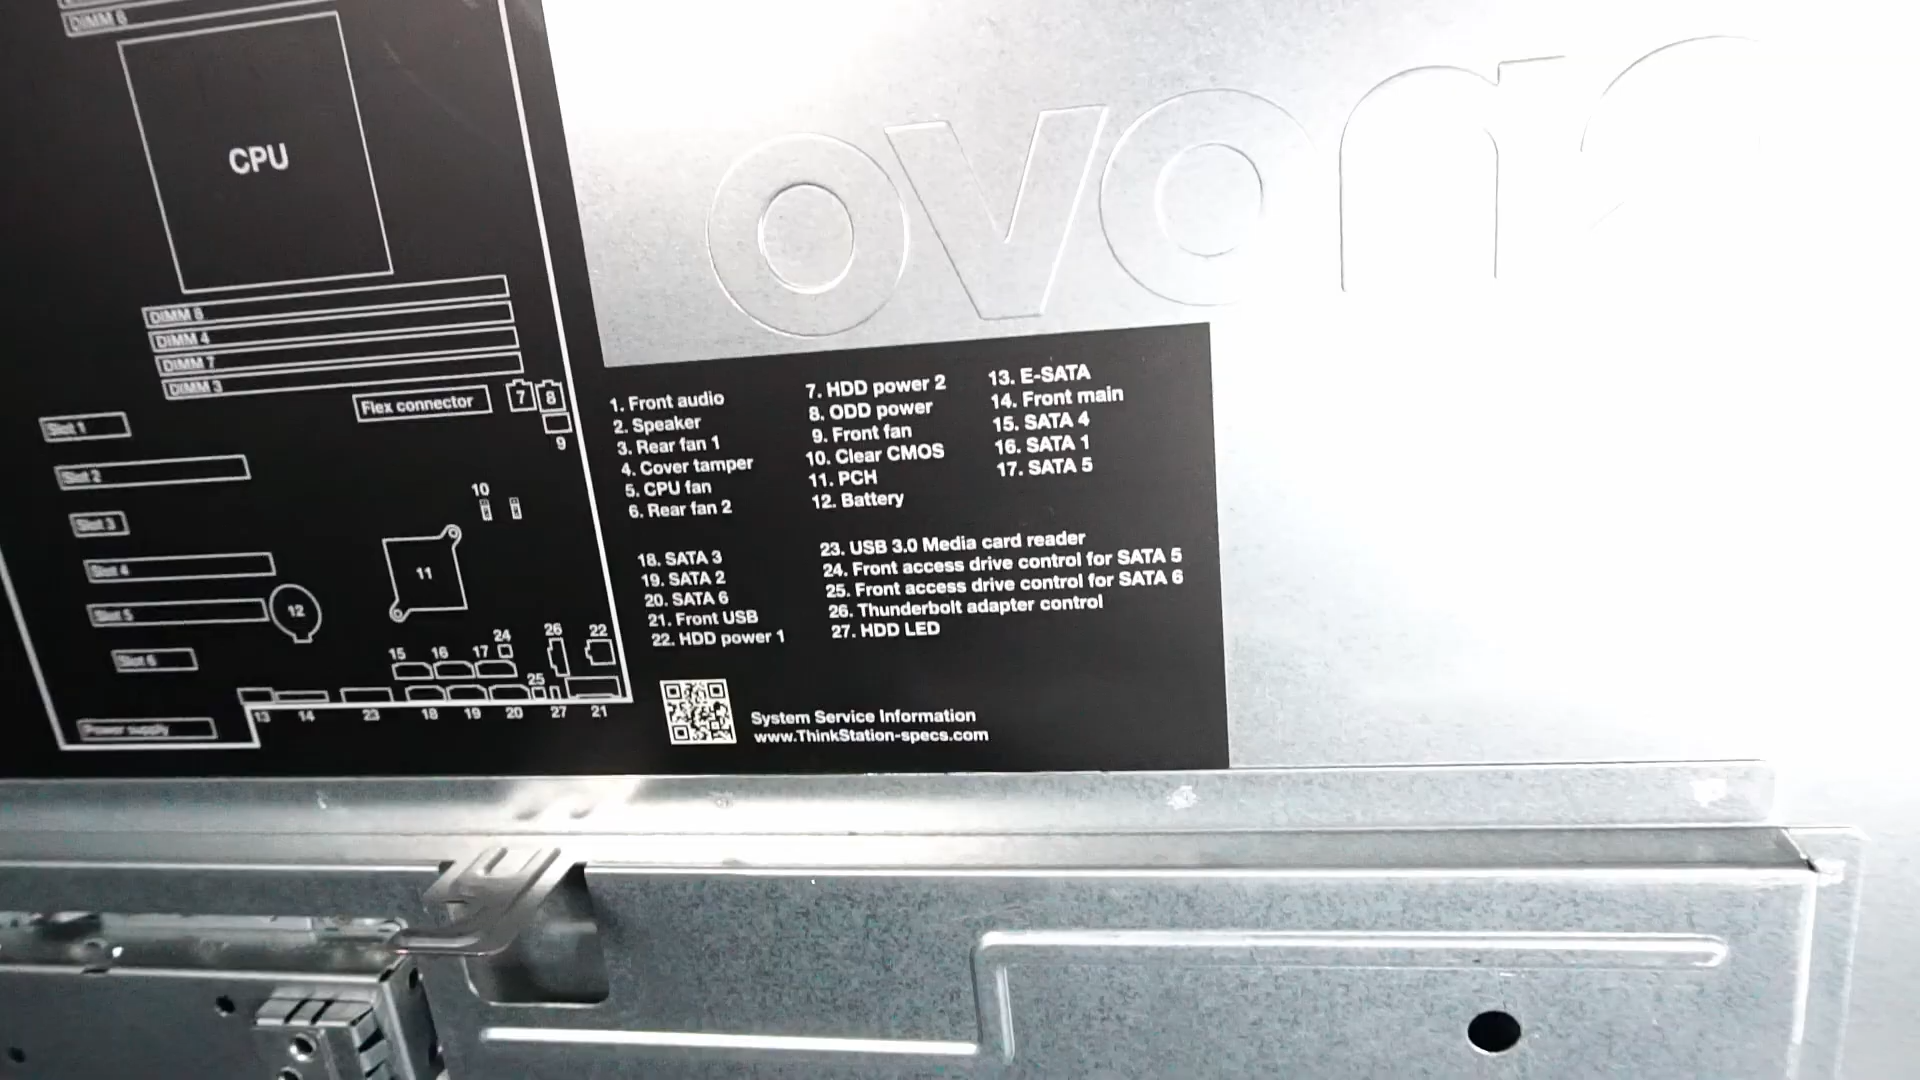 DIMM 6
CPU
DIMM 8
DIMM 4
DIMM 7
DIMM 3
Flex connector
7
8
9
Slot 1
Slot 2
10
Slot 3
Slot 4
11
Slot 5
12
Slot 6
15
16
17
24
26
22
25
13
14
23
18
19
20
27
21
Power supply
ovo
1. Front audio
2. Speaker
3. Rear fan 1
4. Cover tamper
5. CPU fan
6. Rear fan 2
7. HDD power 2
8. ODD power
9. Front fan
10. Clear CMOS
11. PCH
12. Battery
13. E-SATA
14. Front main
15. SATA 4
16. SATA 1
17. SATA 5
18. SATA 3
19. SATA 2
20. SATA 6
21. Front USB
22. HDD power 1
23. USB 3.0 Media card reader
24. Front access drive control for SATA 5
25. Front access drive control for SATA 6
26. Thunderbolt adapter control
27. HDD LED
System Service Information
www.ThinkStation-specs.com